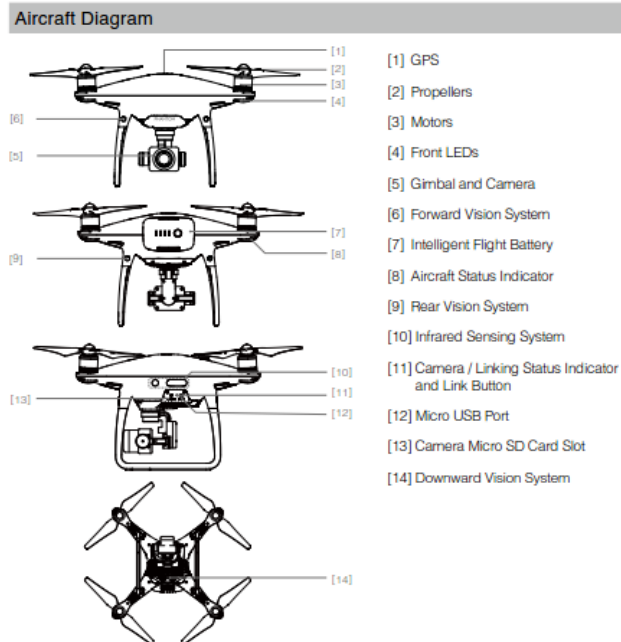 Aircraft Diagram
[1]
[2]
[3]
[4]
[6]
[5]
[7]
[8]
[9]
[10]
[11]
[12]
[13]
[14]
[1] GPS
[2] Propellers
[3] Motors
[4] Front LEDs
[5] Gimbal and Camera
[6] Forward Vision System
[7] Intelligent Flight Battery
[8] Aircraft Status Indicator
[9] Rear Vision System
[10] Infrared Sensing System
[11] Camera / Linking Status Indicator
and Link Button
[12] Micro USB Port
[13] Camera Micro SD Card Slot
[14] Downward Vision System